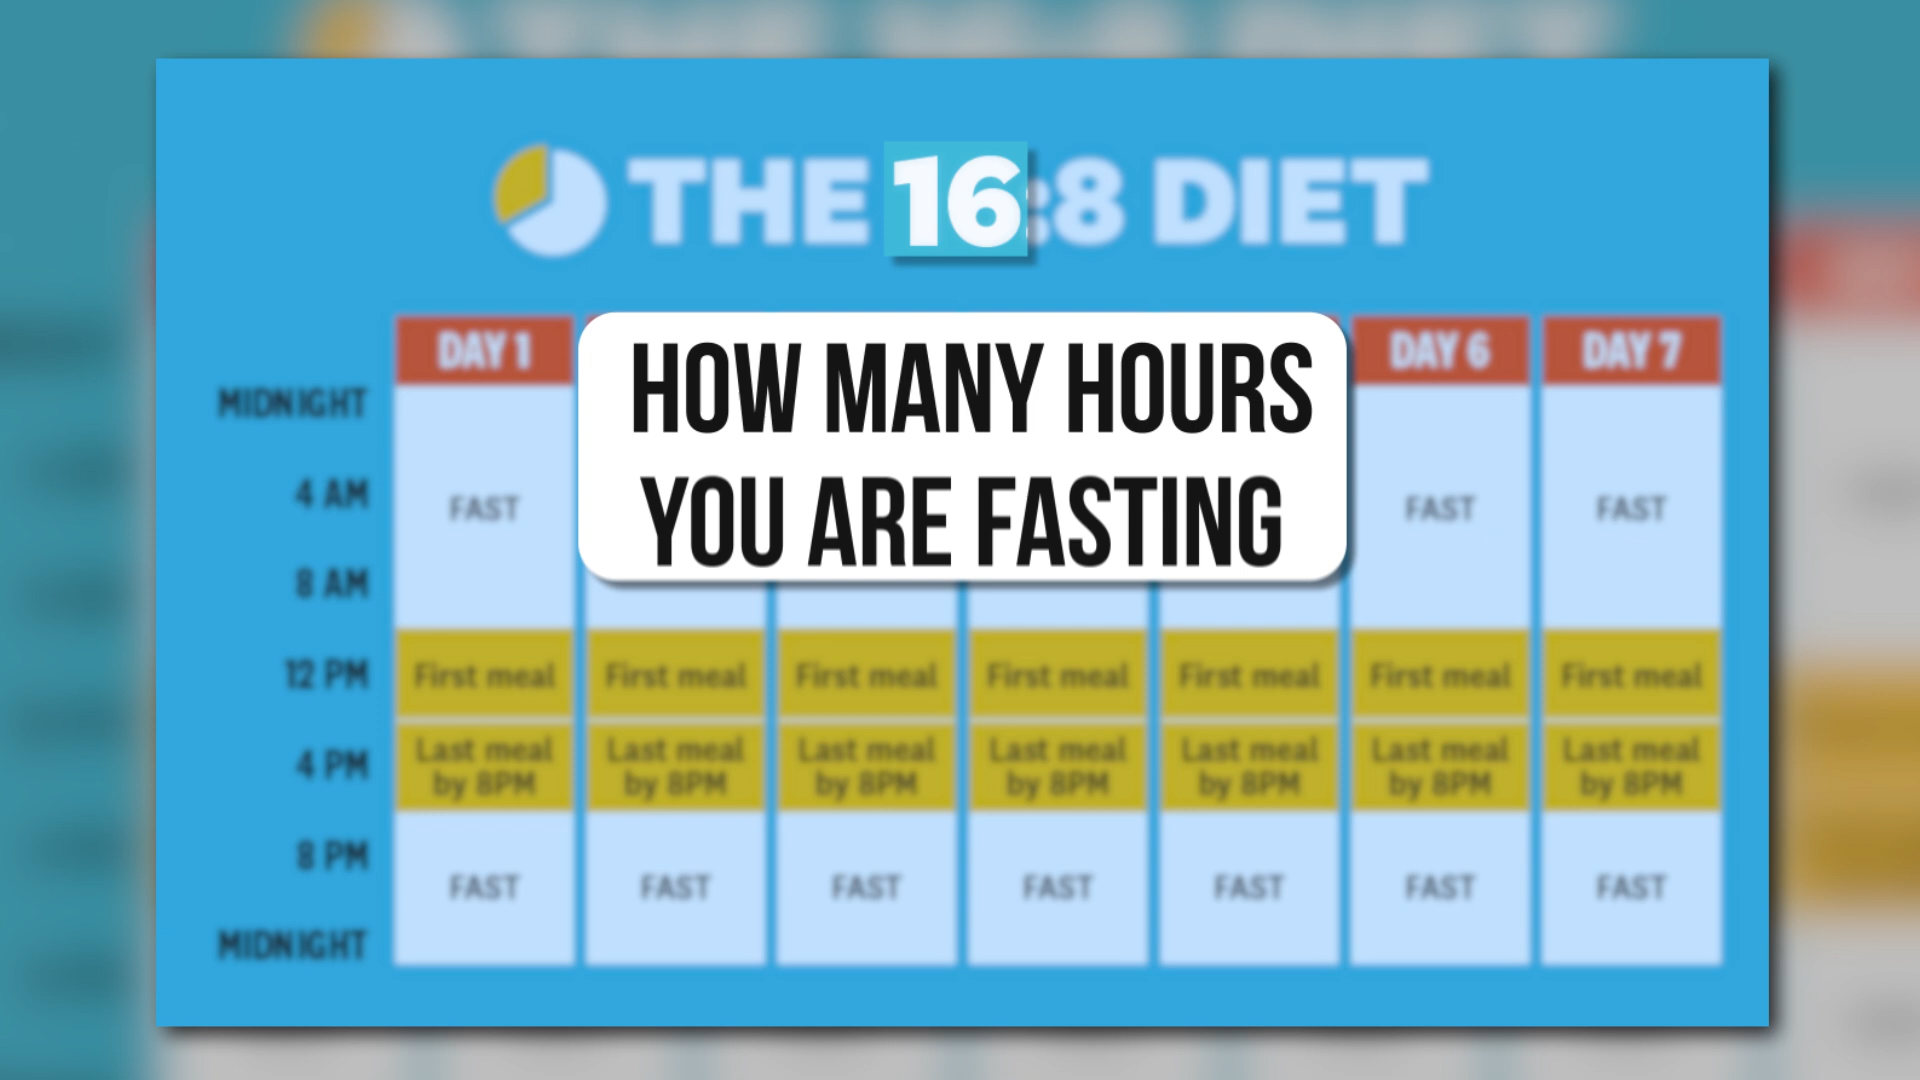 THE 16:8 DIET
HOW MANY HOURS
YOU ARE FASTING
DAY 1 DAY 6 DAY 7
MIDNIGHT
4 AM FAST FAST FAST
8 AM
12 PM First meal First meal First meal First meal First meal First meal First meal
4 PM Last meal Last meal Last meal Last meal Last meal Last meal Last meal
by 8PM by 8PM by 8PM by 8PM by 8PM by 8PM by 8PM
8 PM
FAST FAST FAST FAST FAST FAST FAST
MIDNIGHT